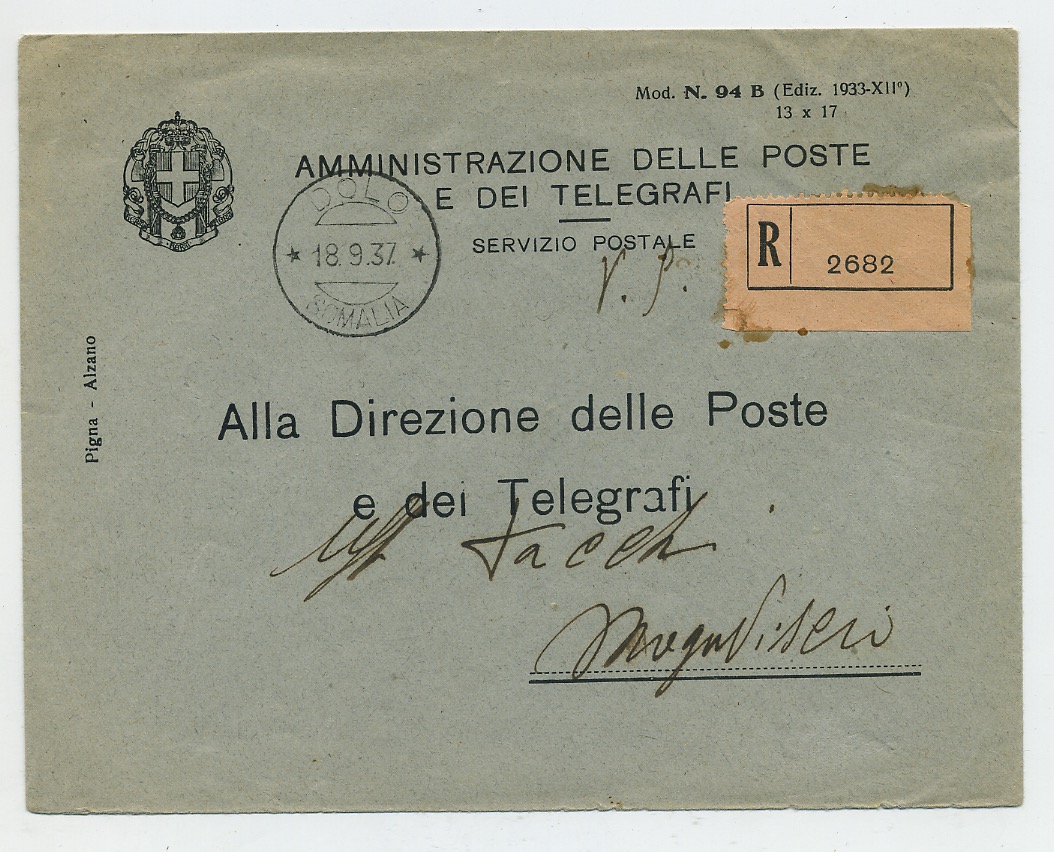 Mod. N. 94 B (Ediz. 1933-XII°)
13 x 17
AMMINISTRAZIONE DELLE POSTE
E DEI TELEGRAFI
SERVIZIO POSTALE
DOLO
18.9.37.
SOMALIA
R
2682
Pigna - Alzano
Alla Direzione delle Poste
e dei Telegrafi